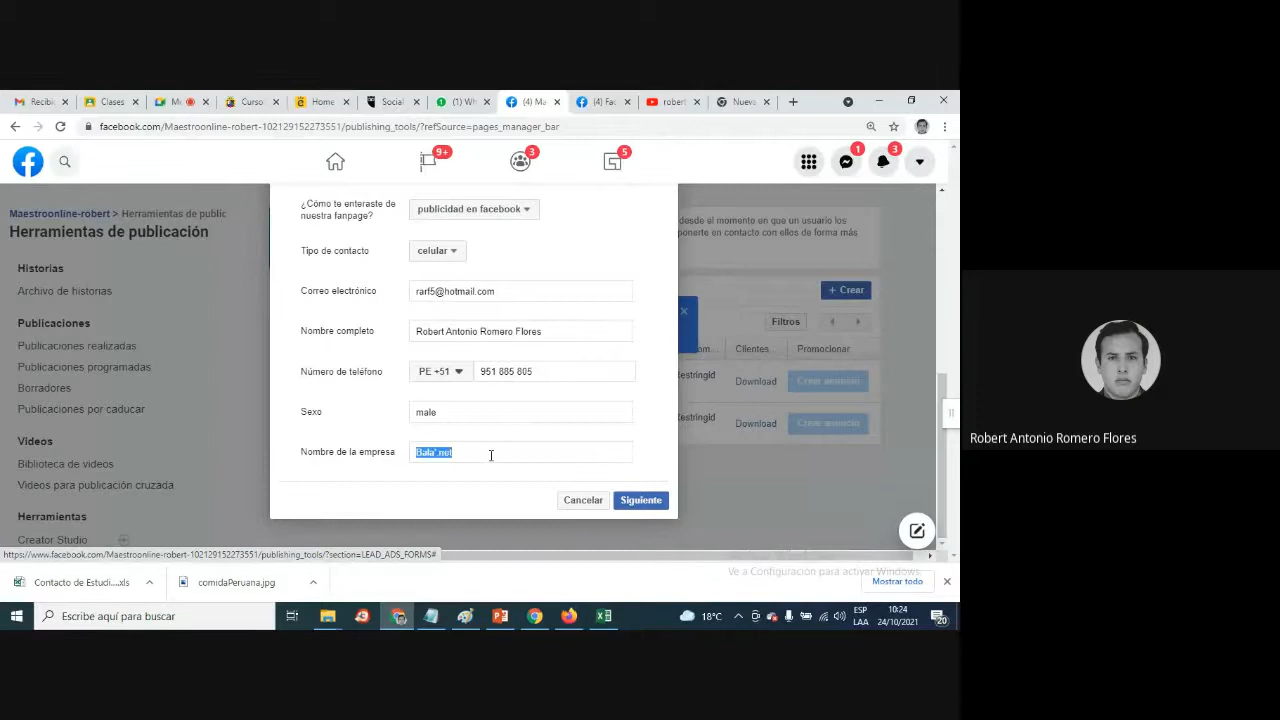 Recibi
Clases
M
Curso
Home
Social
(1) Wh
(4) Ma
(4) Fac
robert
Nueva
facebook.com/Maestroonline-robert-102129152273551/publishing_tools/?refSource=pages_manager_bar
9+
3
5
1
3
Maestroonline-robert > Herramientas de public
Herramientas de publicación
Historias
Archivo de historias
Publicaciones
Publicaciones realizadas
Publicaciones programadas
Borradores
Publicaciones por caducar
Videos
Biblioteca de videos
Videos para publicación cruzada
Herramientas
Creator Studio
¿Cómo te enteraste de
nuestra fanpage?
publicidad en facebook
Tipo de contacto
celular
Correo electrónico
rarf5@hotmail.com
Nombre completo
Robert Antonio Romero Flores
Número de teléfono
PE +51
951 885 805
Sexo
male
Nombre de la empresa
Bala'.net
Cancelar
Siguiente
desde el momento en que un usuario los
ponerte en contacto con ellos de forma más
+ Crear
Filtros
om...
Clientes...
Promocionar
Restringid
Download
Crear anuncio
Restringid
Download
Crear anuncio
https://www.facebook.com/Maestroonline-robert-102129152273551/publishing_tools/?section=LEAD_ADS_FORMS#
Ve a Configuración para activar Windows.
Contacto de Estudi....xls
comidaPeruana.jpg
Mostrar todo
Escribe aquí para buscar
18°C
ESP
LAA
10:24
24/10/2021
20
Robert Antonio Romero Flores